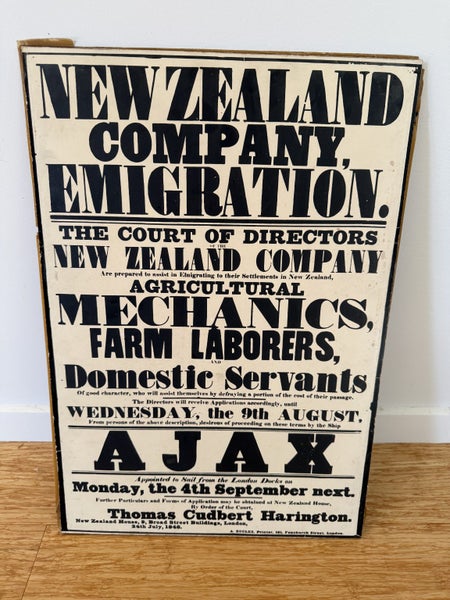 NEW ZEALAND
COMPANY,
EMIGRATION.
THE COURT OF DIRECTORS
OF THE
NEW ZEALAND COMPANY
Are prepared to assist in Emigrating to their Settlements in New Zealand,
AGRICULTURAL
MECHANICS,
FARM LABORERS,
AND
Domestic Servants
Of good character, who will assist themselves by defraying a portion of the cost of their passage.
The Directors will receive Applications accordingly, until
WEDNESDAY, the 9th AUGUST,
From persons of the above description, desirous of proceeding on these terms by the Ship
AJAX
Appointed to Sail from the London Docks on
Monday, the 4th September next.
Further Particulars and Forms of Application may be obtained at New Zealand House,
By Order of the Court,
Thomas Cudbert Harington.
New Zealand House, 9, Broad Street Buildings, London,
24th July, 1848.
Printer, Fenchurch Street, London.